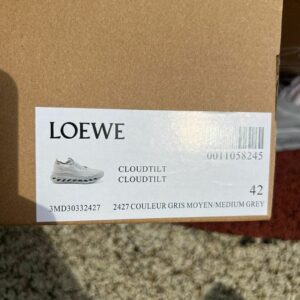 LOEWE
0011058245
CLOUDTILT
CLOUDTILT
42
3MD30332427 2427 COULEUR GRIS MOYEN/MEDIUM GREY